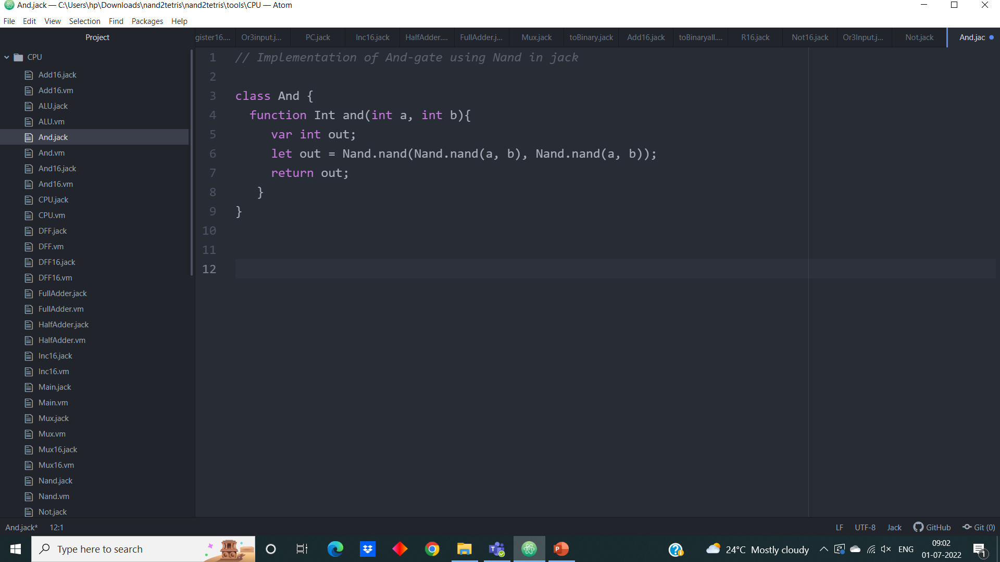 And.jack — C:\Users\hp\Downloads\nand2tetris\nand2tetris\tools\CPU — Atom
File Edit View Selection Find Packages Help
Project
gister16.... Or3input.j... PC.jack Inc16.jack HalfAdder.... FullAdder.j... Mux.jack toBinary.jack Add16.jack toBinaryall.... R16.jack Not16.jack Or3Input.j... Not.jack And.jac
CPU
Add16.jack
Add16.vm
ALU.jack
ALU.vm
And.jack
And.vm
And16.jack
And16.vm
CPU.jack
CPU.vm
DFF.jack
DFF.vm
DFF16.jack
DFF16.vm
FullAdder.jack
FullAdder.vm
HalfAdder.jack
HalfAdder.vm
Inc16.jack
Inc16.vm
Main.jack
Main.vm
Mux.jack
Mux.vm
Mux16.jack
Mux16.vm
Nand.jack
Nand.vm
Not.jack
1 // Implementation of And-gate using Nand in jack
2
3 class And {
4 function Int and(int a, int b){
5 var int out;
6 let out = Nand.nand(Nand.nand(a, b), Nand.nand(a, b));
7 return out;
8 }
9 }
10
11
12
And.jack* 12:1 LF UTF-8 Jack GitHub Git (0)
Type here to search 24°C Mostly cloudy ENG 09:02
01-07-2022 1